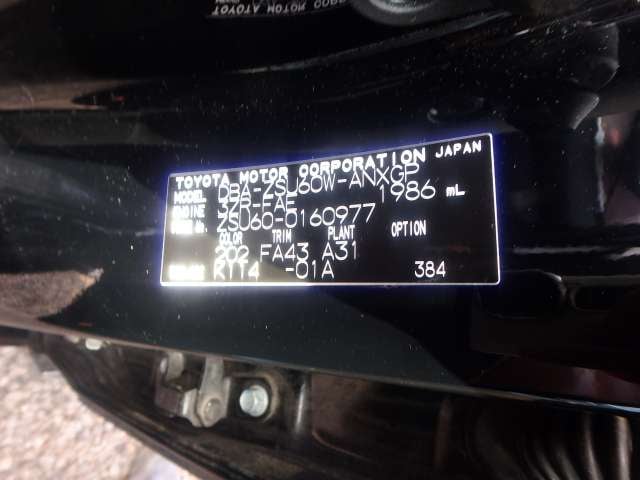 TOYOTA MOTOR CORPORATION JAPAN
MODEL DBA-ZSU60W-ANXGP
ENGINE 3ZR-FAE 1986 mL
ZSU60-0160977
COLOR TRIM PLANT OPTION
202 FA43 A31
K114 -01A 384